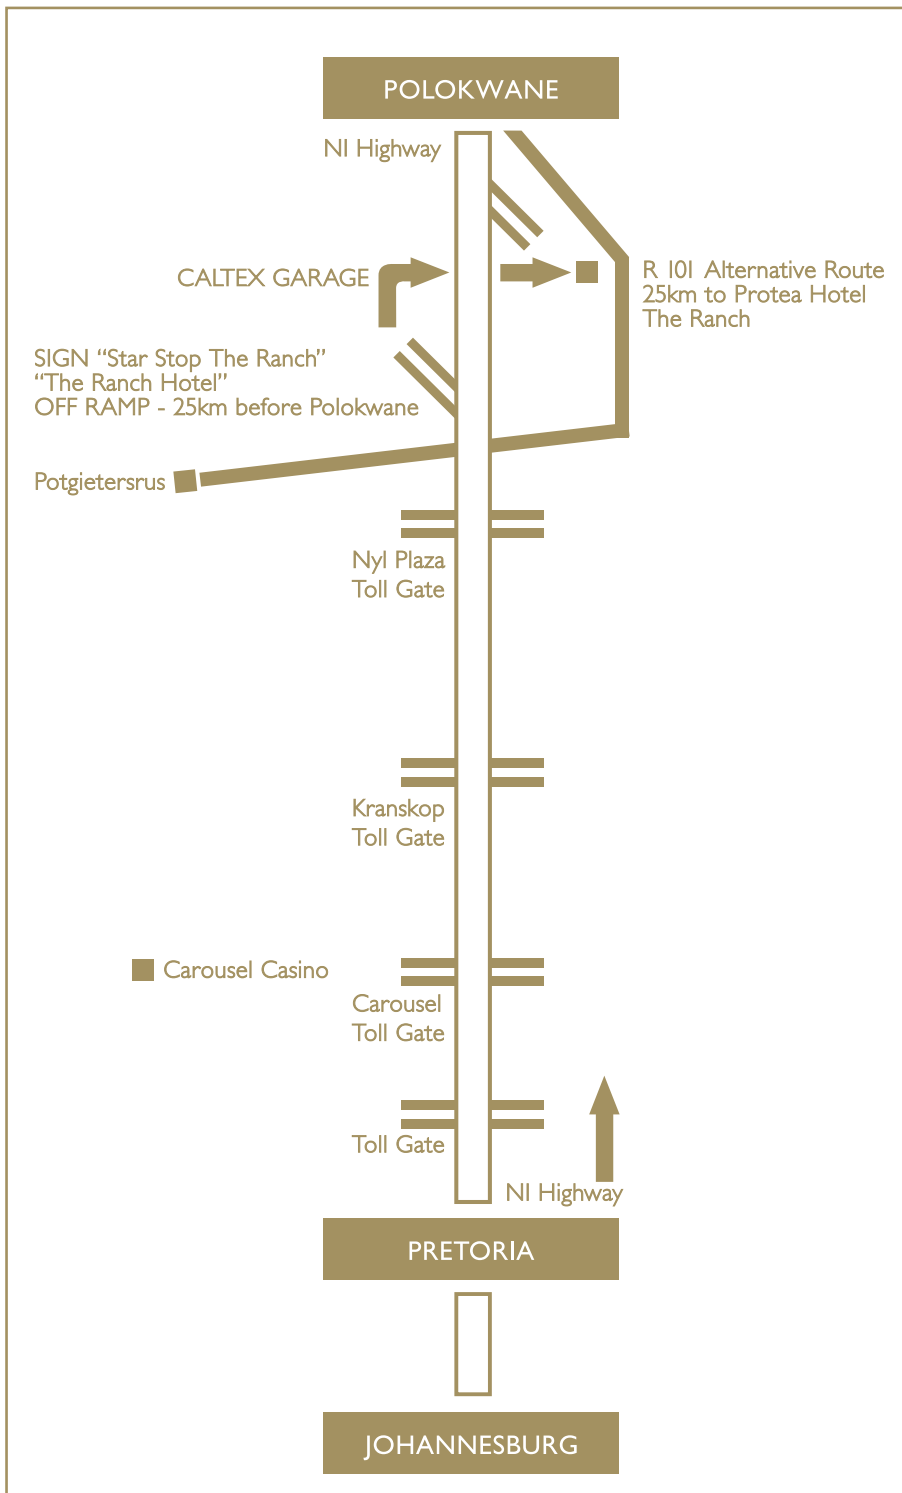 POLOKWANE
N1 Highway
CALTEX GARAGE
R 101 Alternative Route
25km to Protea Hotel
The Ranch
SIGN “Star Stop The Ranch”
“The Ranch Hotel”
OFF RAMP - 25km before Polokwane
Potgietersrus
Nyl Plaza
Toll Gate
Kranskop
Toll Gate
Carousel Casino
Carousel
Toll Gate
Toll Gate
N1 Highway
PRETORIA
JOHANNESBURG